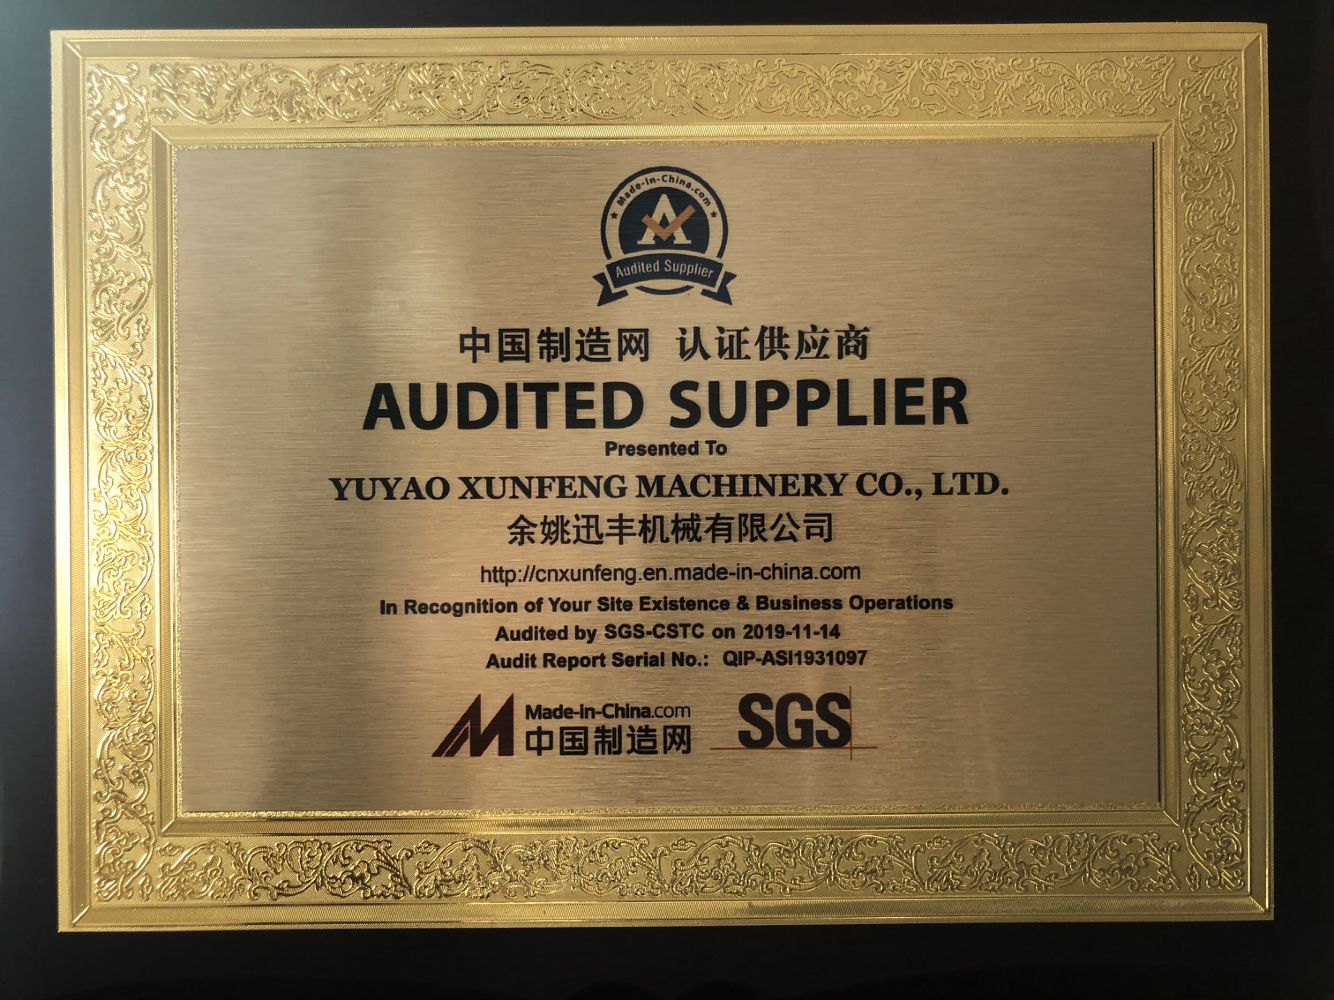 Made-in-China.com
A
Audited Supplier
中国制造网 认证供应商
AUDITED SUPPLIER
Presented To
YUYAO XUNFENG MACHINERY CO., LTD.
余姚迅丰机械有限公司
http://cnxunfeng.en.made-in-china.com
In Recognition of Your Site Existence & Business Operations
Audited by SGS-CSTC on 2019-11-14
Audit Report Serial No.: QIP-ASI1931097
Made-in-China.com
中国制造网
SGS